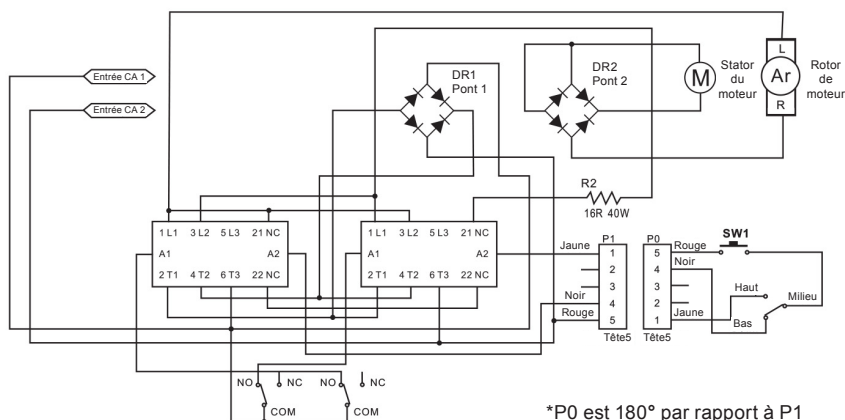 Entrée CA 1
Entrée CA 2
DR1
Pont 1
DR2
Pont 2
M
Stator
du
moteur
L
Ar
R
Rotor
de
moteur
R2
16R 40W
1 L1 3 L2 5 L3 21 NC
A1 A2
2 T1 4 T2 6 T3 22 NC
1 L1 3 L2 5 L3 21 NC
A1 A2
2 T1 4 T2 6 T3 22 NC
Jaune
Noir
Rouge
P1
1
2
3
4
5
Tête5
P0
5
4
3
2
1
Tête5
Rouge
Noir
Jaune
SW1
Haut
Milieu
Bas
NO NC
COM
NO NC
COM
*P0 est 180° par rapport à P1